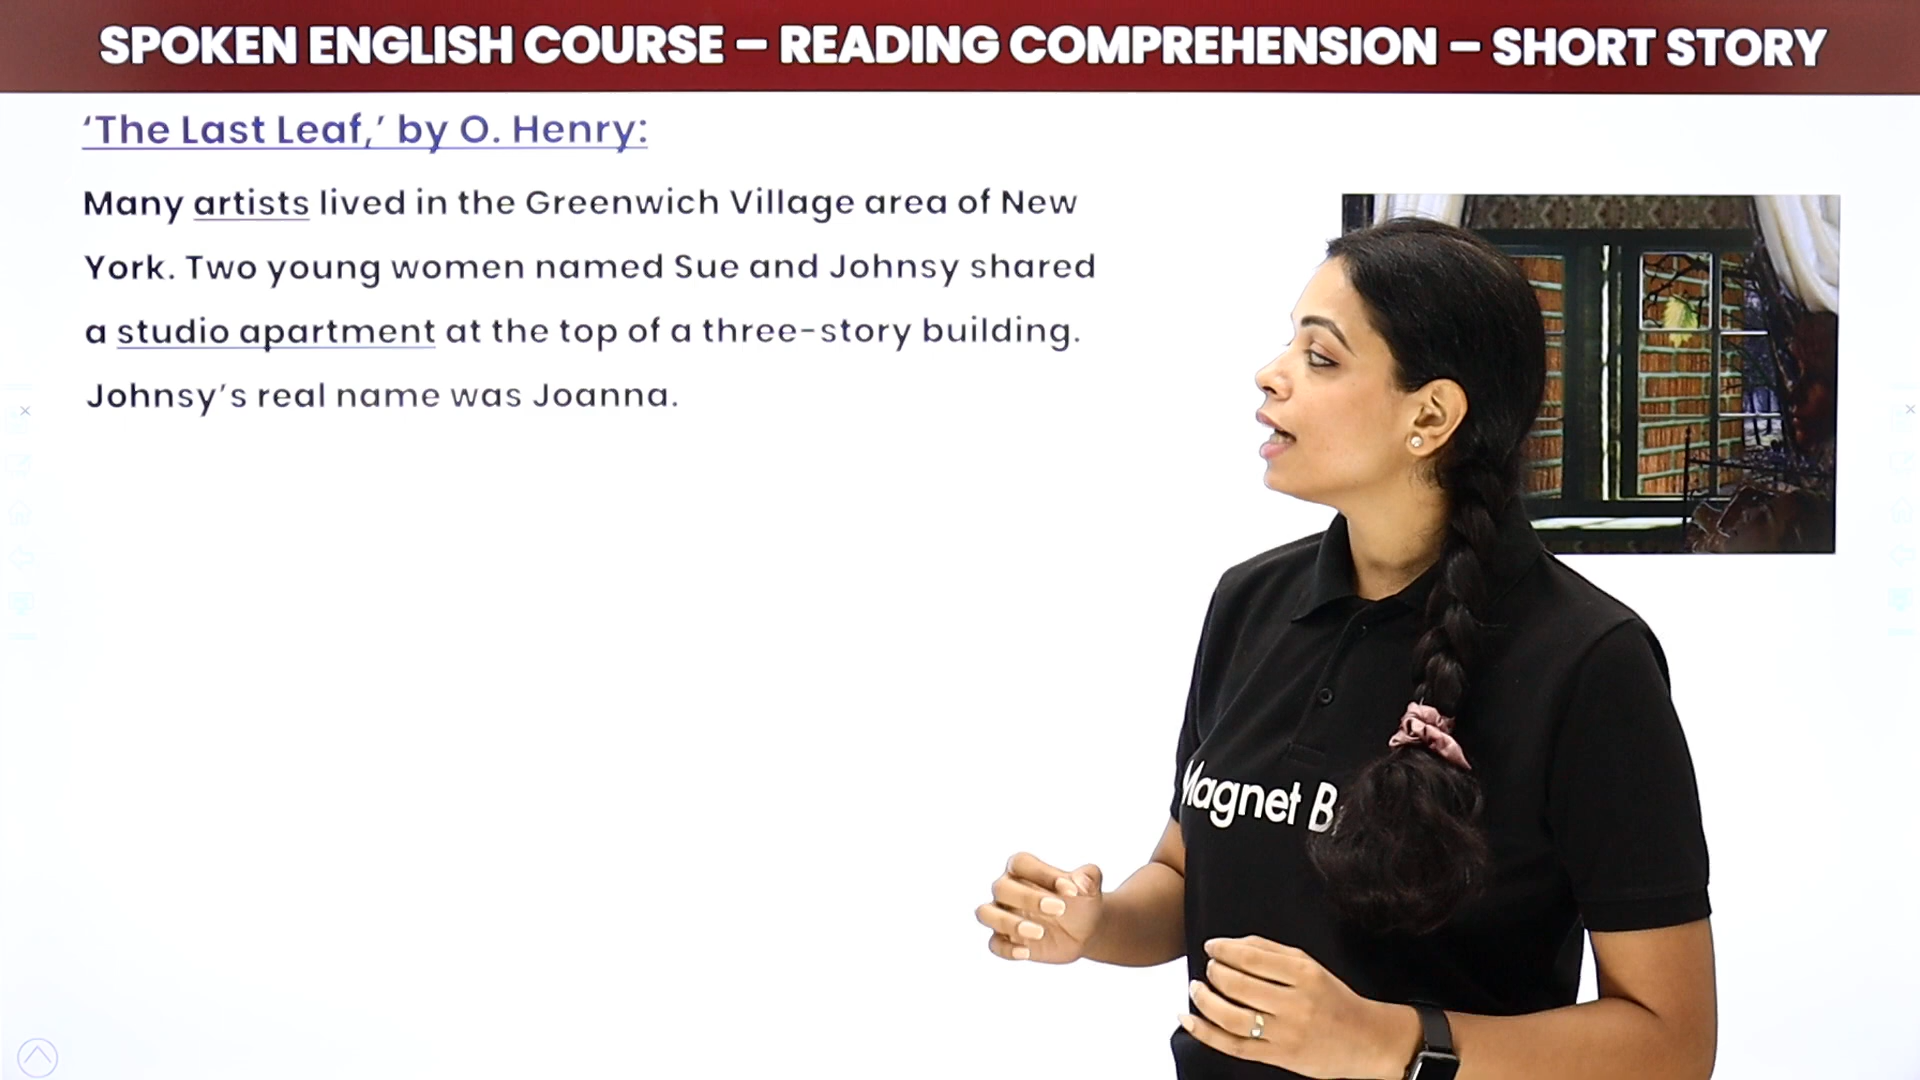 SPOKEN ENGLISH COURSE – READING COMPREHENSION – SHORT STORY
‘The Last Leaf,’ by O. Henry:
Many artists lived in the Greenwich Village area of New
York. Two young women named Sue and Johnsy shared
a studio apartment at the top of a three-story building.
Johnsy’s real name was Joanna.
Magnet B